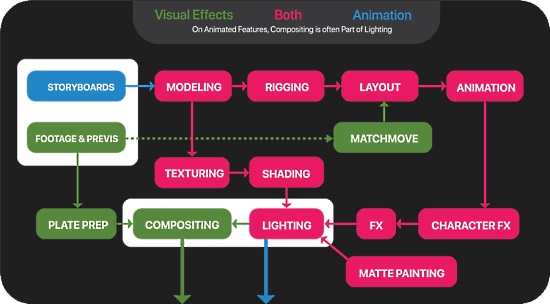 Visual Effects Both Animation
On Animated Features, Compositing is often Part of Lighting
STORYBOARDS MODELING RIGGING LAYOUT ANIMATION
FOOTAGE & PREVIS MATCHMOVE
TEXTURING SHADING
PLATE PREP COMPOSITING LIGHTING FX CHARACTER FX
MATTE PAINTING